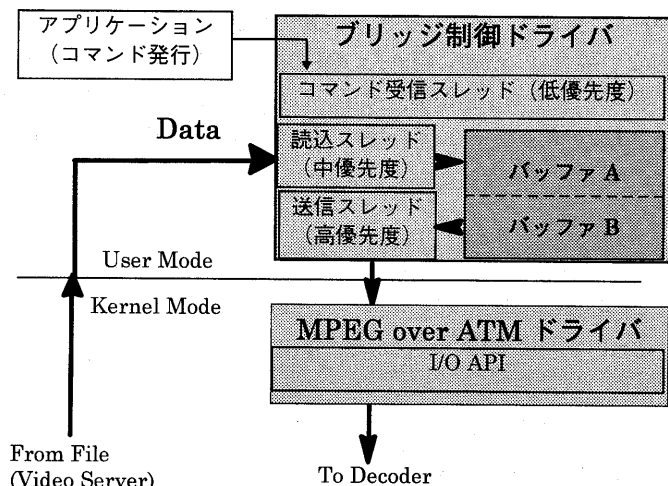 アプリケーション
(コマンド発行)
ブリッジ制御ドライバ
コマンド受信スレッド（低優先度）
Data
読込スレッド
（中優先度）
バッファ A
送信スレッド
（高優先度）
バッファ B
User Mode
Kernel Mode
MPEG over ATM ドライバ
I/O API
From File
(Video Server)
To Decoder